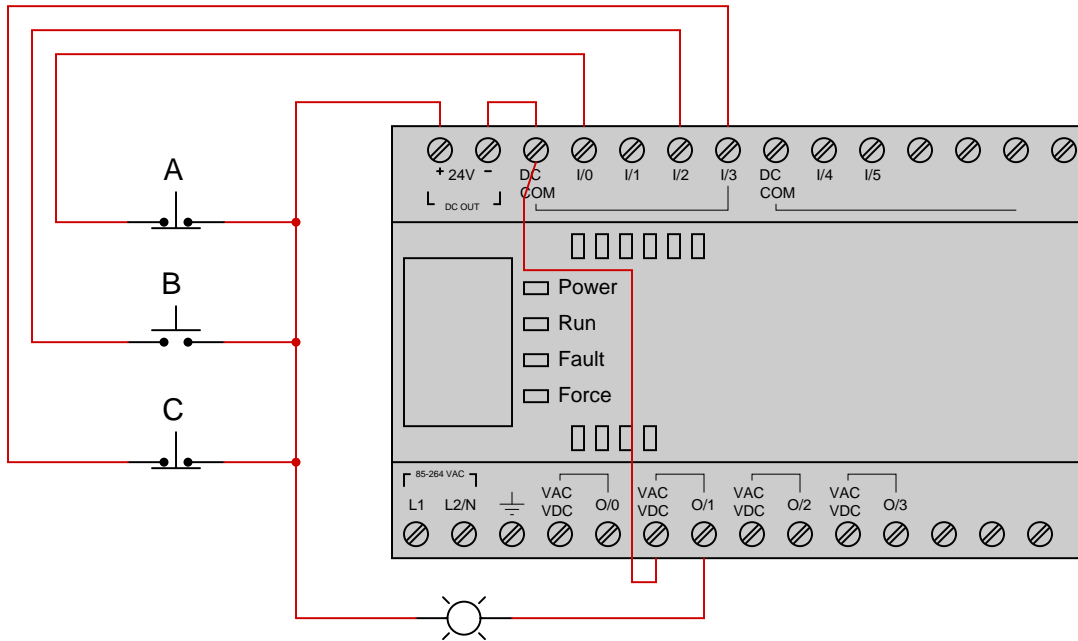 A
B
C
+ 24V -
DC OUT
DC COM
I/0
I/1
I/2
I/3
DC COM
I/4
I/5
Power
Run
Fault
Force
85-264 VAC
L1
L2/N
VAC VDC
O/0
VAC VDC
O/1
VAC VDC
O/2
VAC VDC
O/3